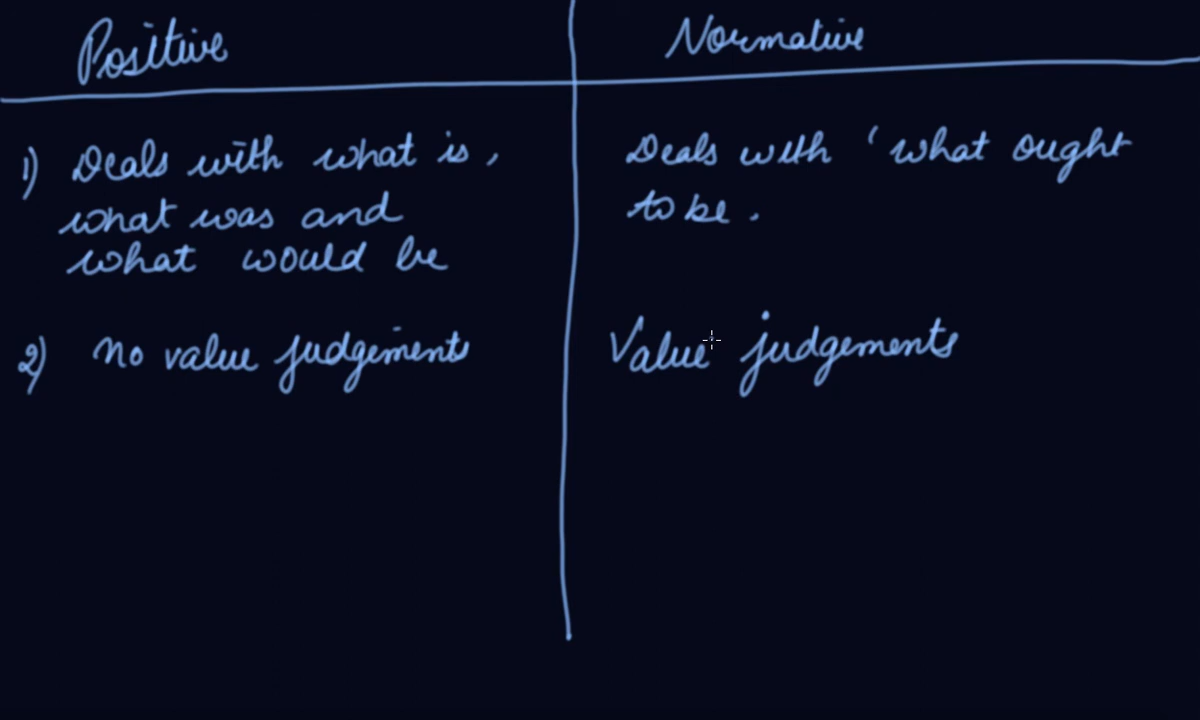 Positive
Normative
1) Deals with what is,
what was and
what would be
Deals with 'what ought
to be.
2) No value judgements
Value judgements